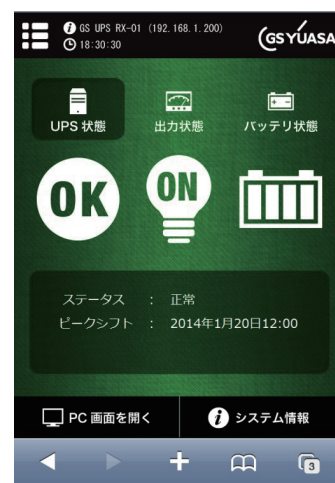 GS UPS RX-01 (192.168.1.200)
18:30:30
GS YUASA
UPS 状態
出力状態
バッテリ状態
OK
ON
ステータス : 正常
ピークシフト : 2014年1月20日12:00
PC 画面を開く
システム情報
3